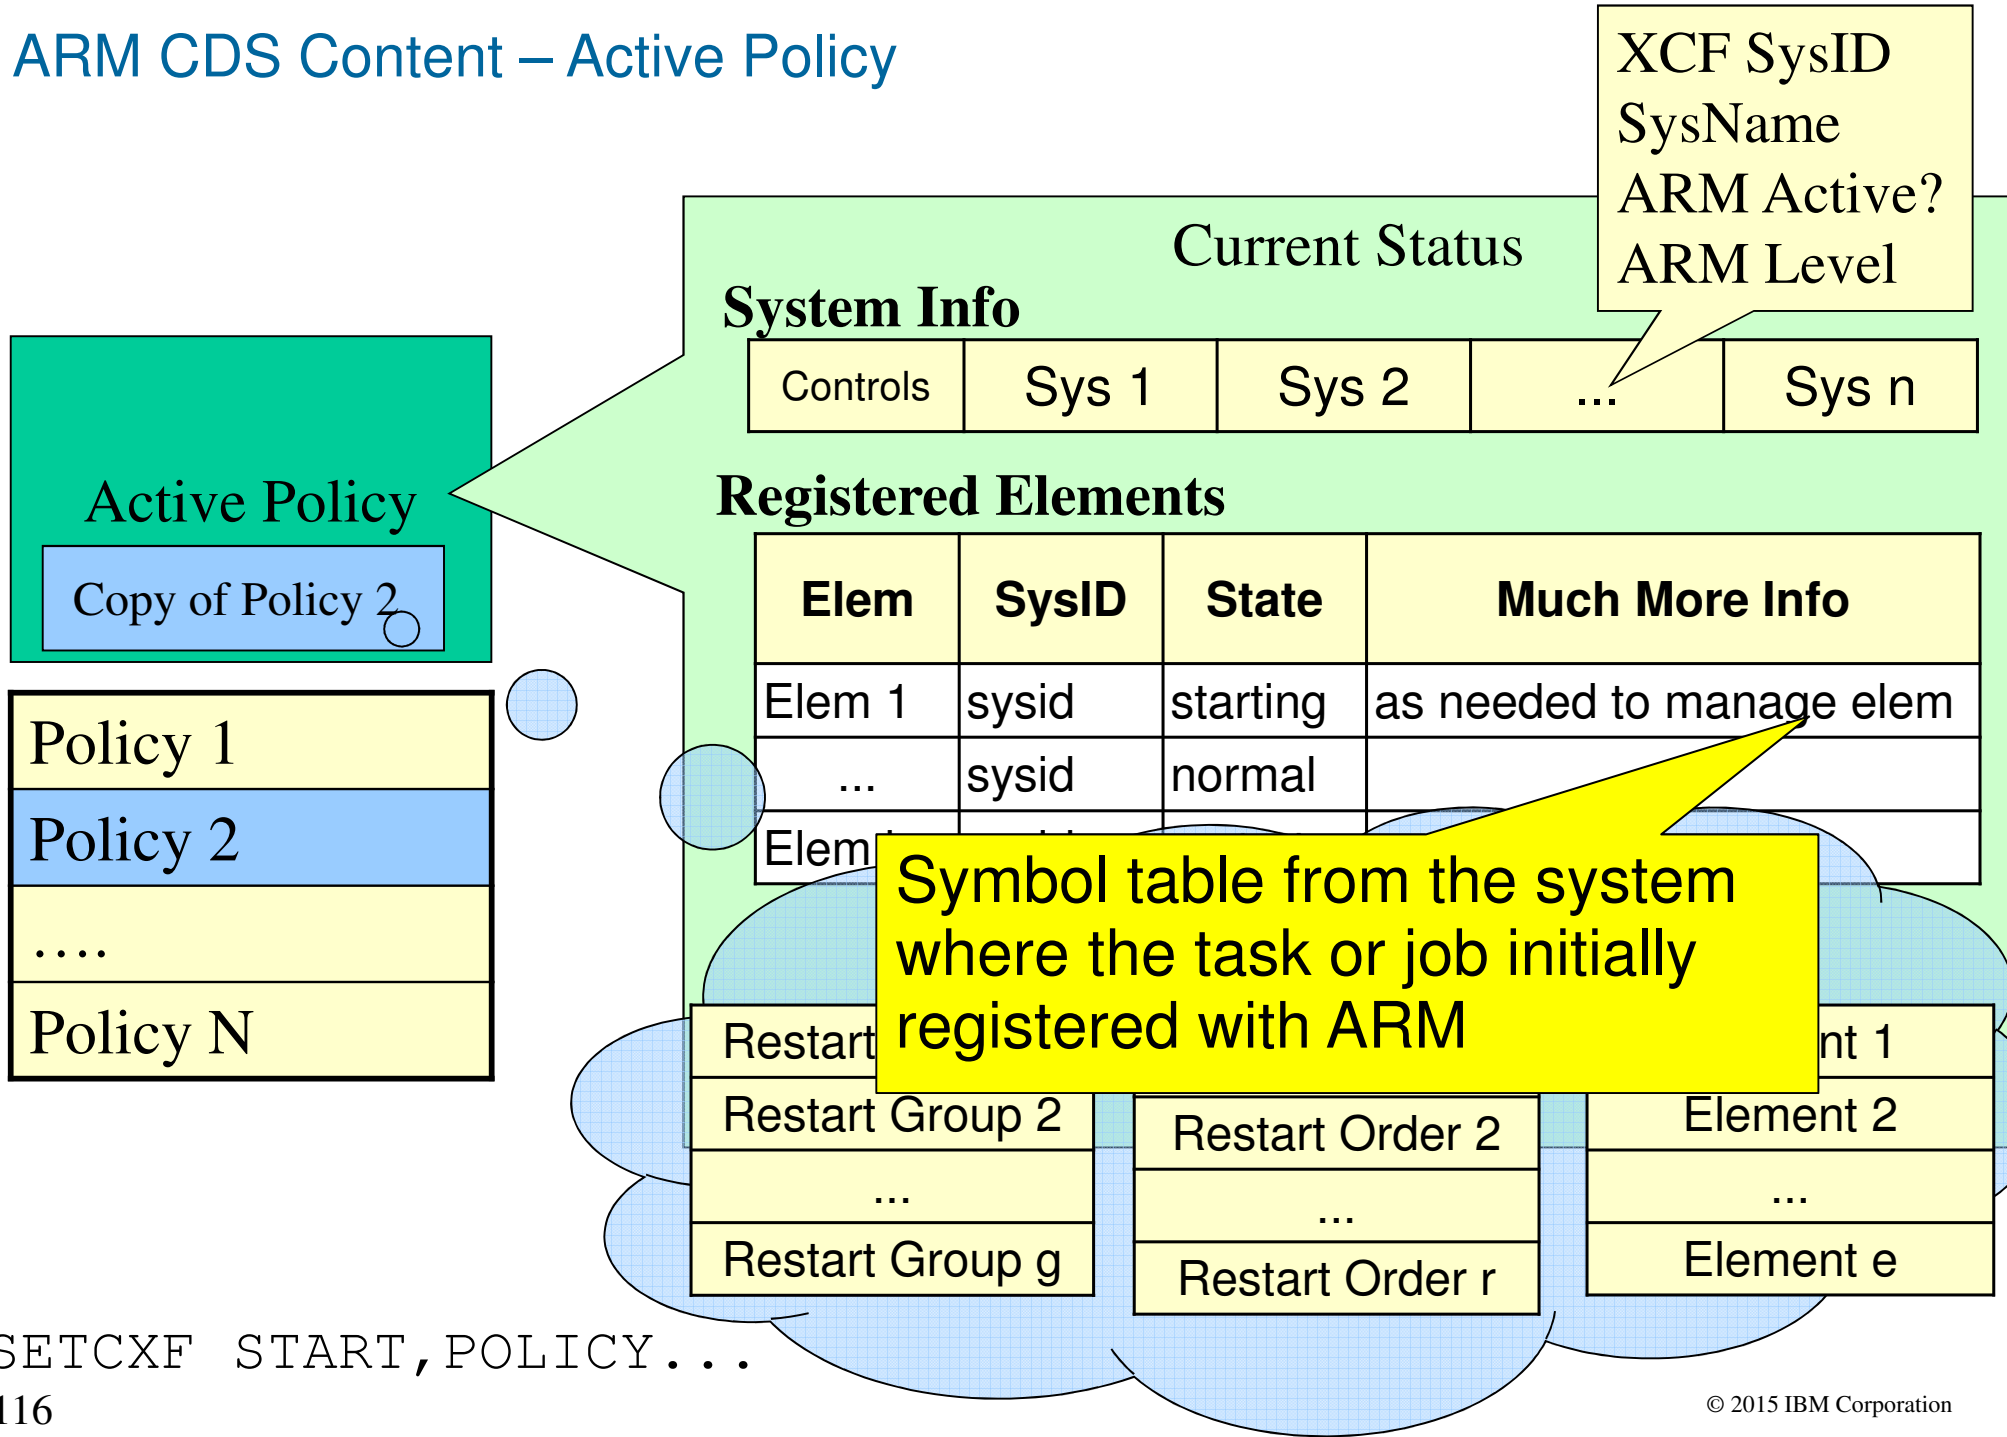 ARM CDS Content – Active Policy
XCF SysID
SysName
ARM Active?
ARM Level
Current Status
System Info
Controls Sys 1 Sys 2 ... Sys n
Active Policy
Copy of Policy 2
Registered Elements
Elem SysID State Much More Info
Elem 1 sysid starting as needed to manage elem
... sysid normal
Elem
Policy 1
Policy 2
....
Policy N
Symbol table from the system
where the task or job initially
registered with ARM
Restart
Restart Group 2
...
Restart Group g
Restart Order 2
...
Restart Order r
nt 1
Element 2
...
Element e
SETCXF START,POLICY...
116
© 2015 IBM Corporation